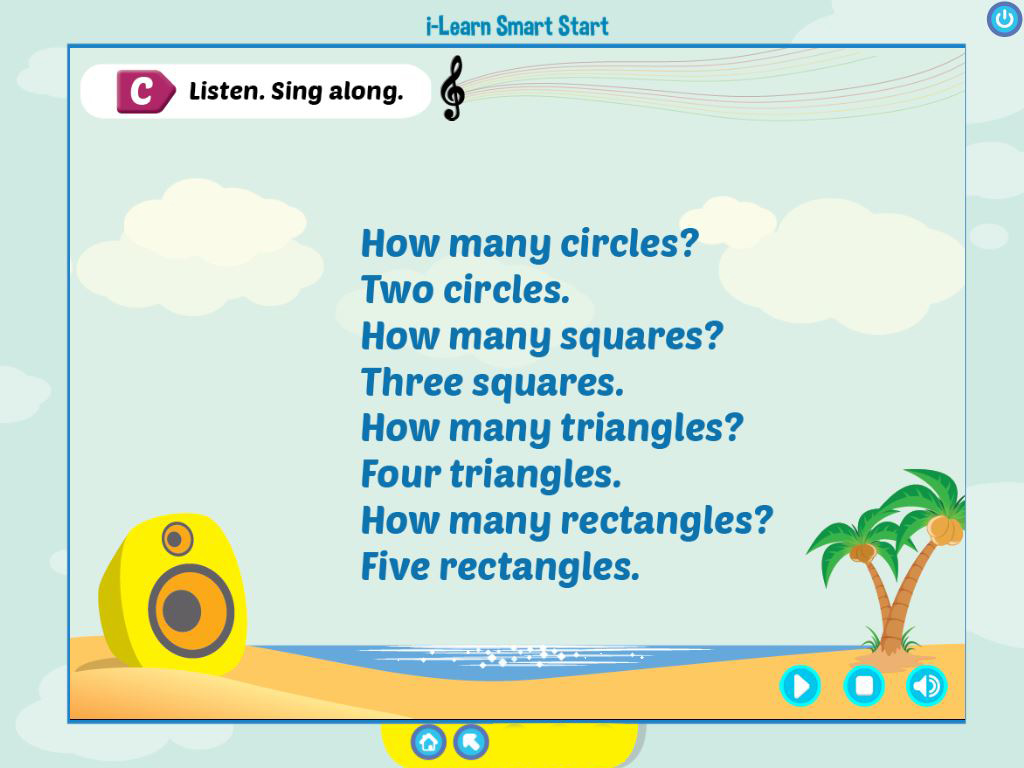 i-Learn Smart Start
C Listen. Sing along.
How many circles?
Two circles.
How many squares?
Three squares.
How many triangles?
Four triangles.
How many rectangles?
Five rectangles.